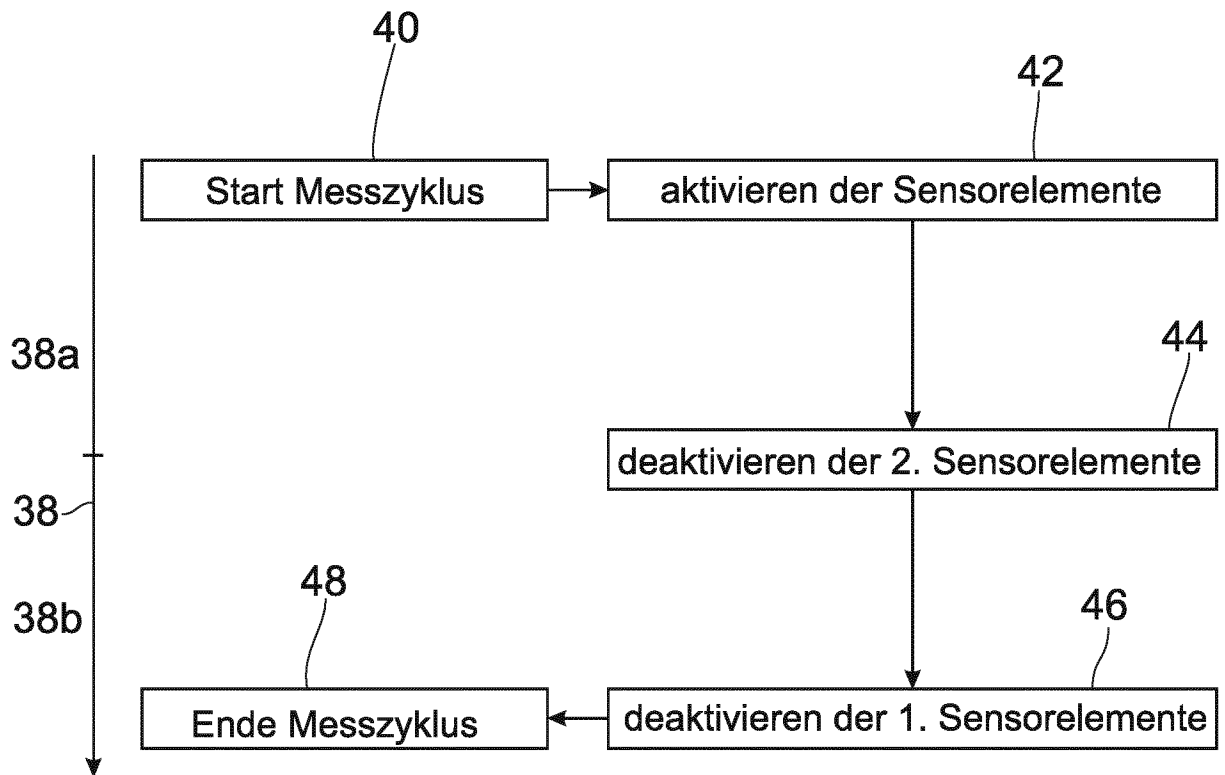 40
42
Start Messzyklus
aktivieren der Sensorelemente
38a
44
deaktivieren der 2. Sensorelemente
38
48
38b
46
Ende Messzyklus
deaktivieren der 1. Sensorelemente